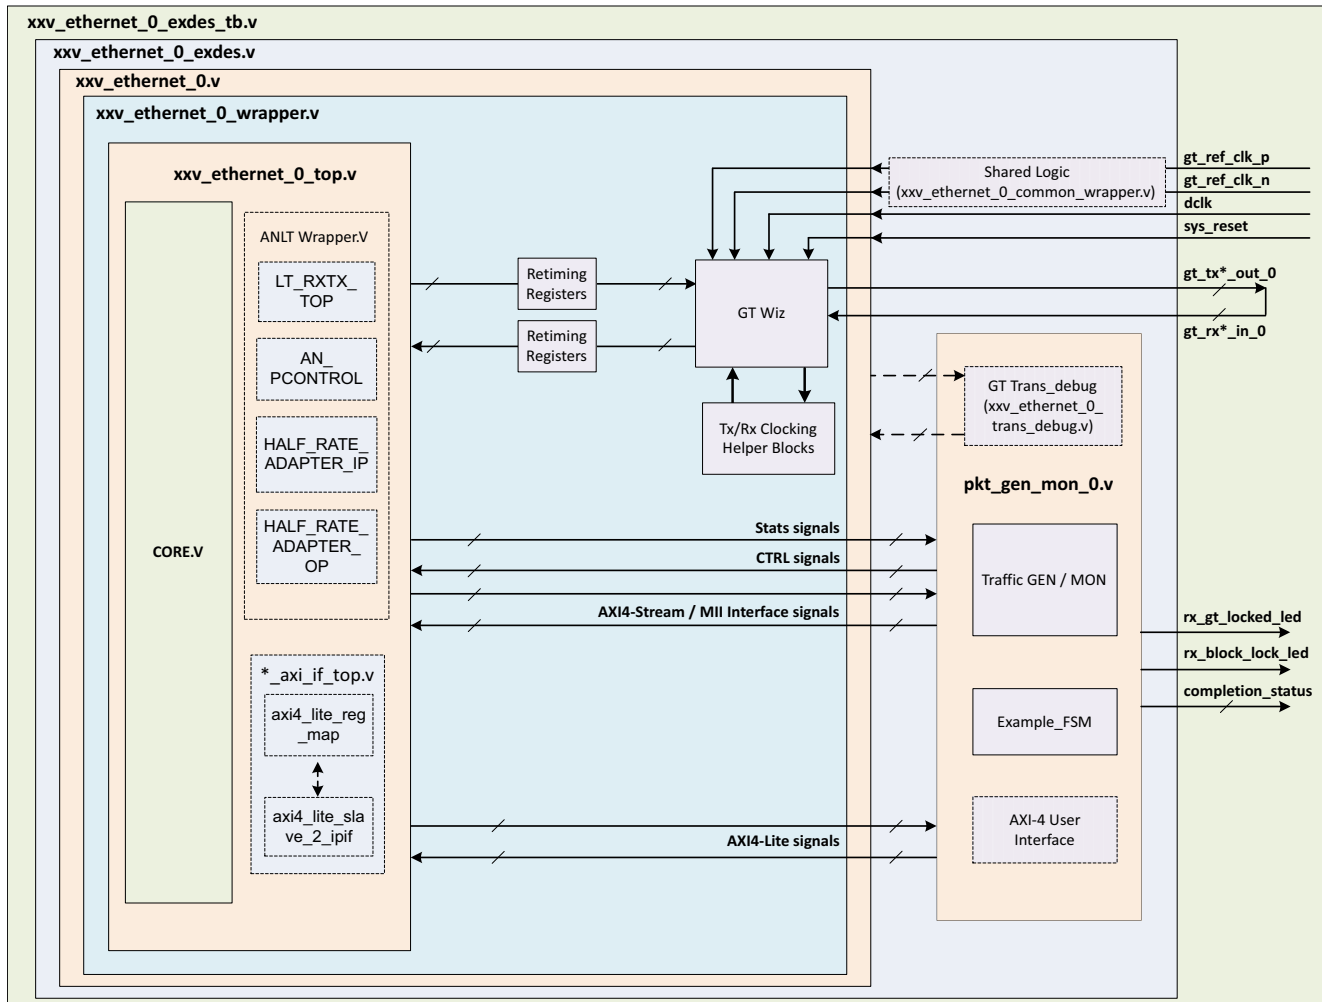 xxv_ethernet_0_exdes_tb.v
xxv_ethernet_0_exdes.v
xxv_ethernet_0.v
xxv_ethernet_0_wrapper.v
xxv_ethernet_0_top.v
CORE.V
ANLT Wrapper.V
LT_RXTX_
TOP
AN_
PCONTROL
HALF_RATE_
ADAPTER_IP
HALF_RATE_
ADAPTER_
OP
*_axi_if_top.v
axi4_lite_reg
_map
axi4_lite_sla
ve_2_ipif
Retiming
Registers
Retiming
Registers
GT Wiz
Tx/Rx Clocking
Helper Blocks
Shared Logic
(xxv_ethernet_0_common_wrapper.v)
gt_ref_clk_p
gt_ref_clk_n
dclk
sys_reset
gt_tx*_out_0
gt_rx*_in_0
GT Trans_debug
(xxv_ethernet_0_
trans_debug.v)
pkt_gen_mon_0.v
Stats signals
CTRL signals
AXI4-Stream / MII Interface signals
AXI4-Lite signals
Traffic GEN / MON
Example_FSM
AXI-4 User
Interface
rx_gt_locked_led
rx_block_lock_led
completion_status